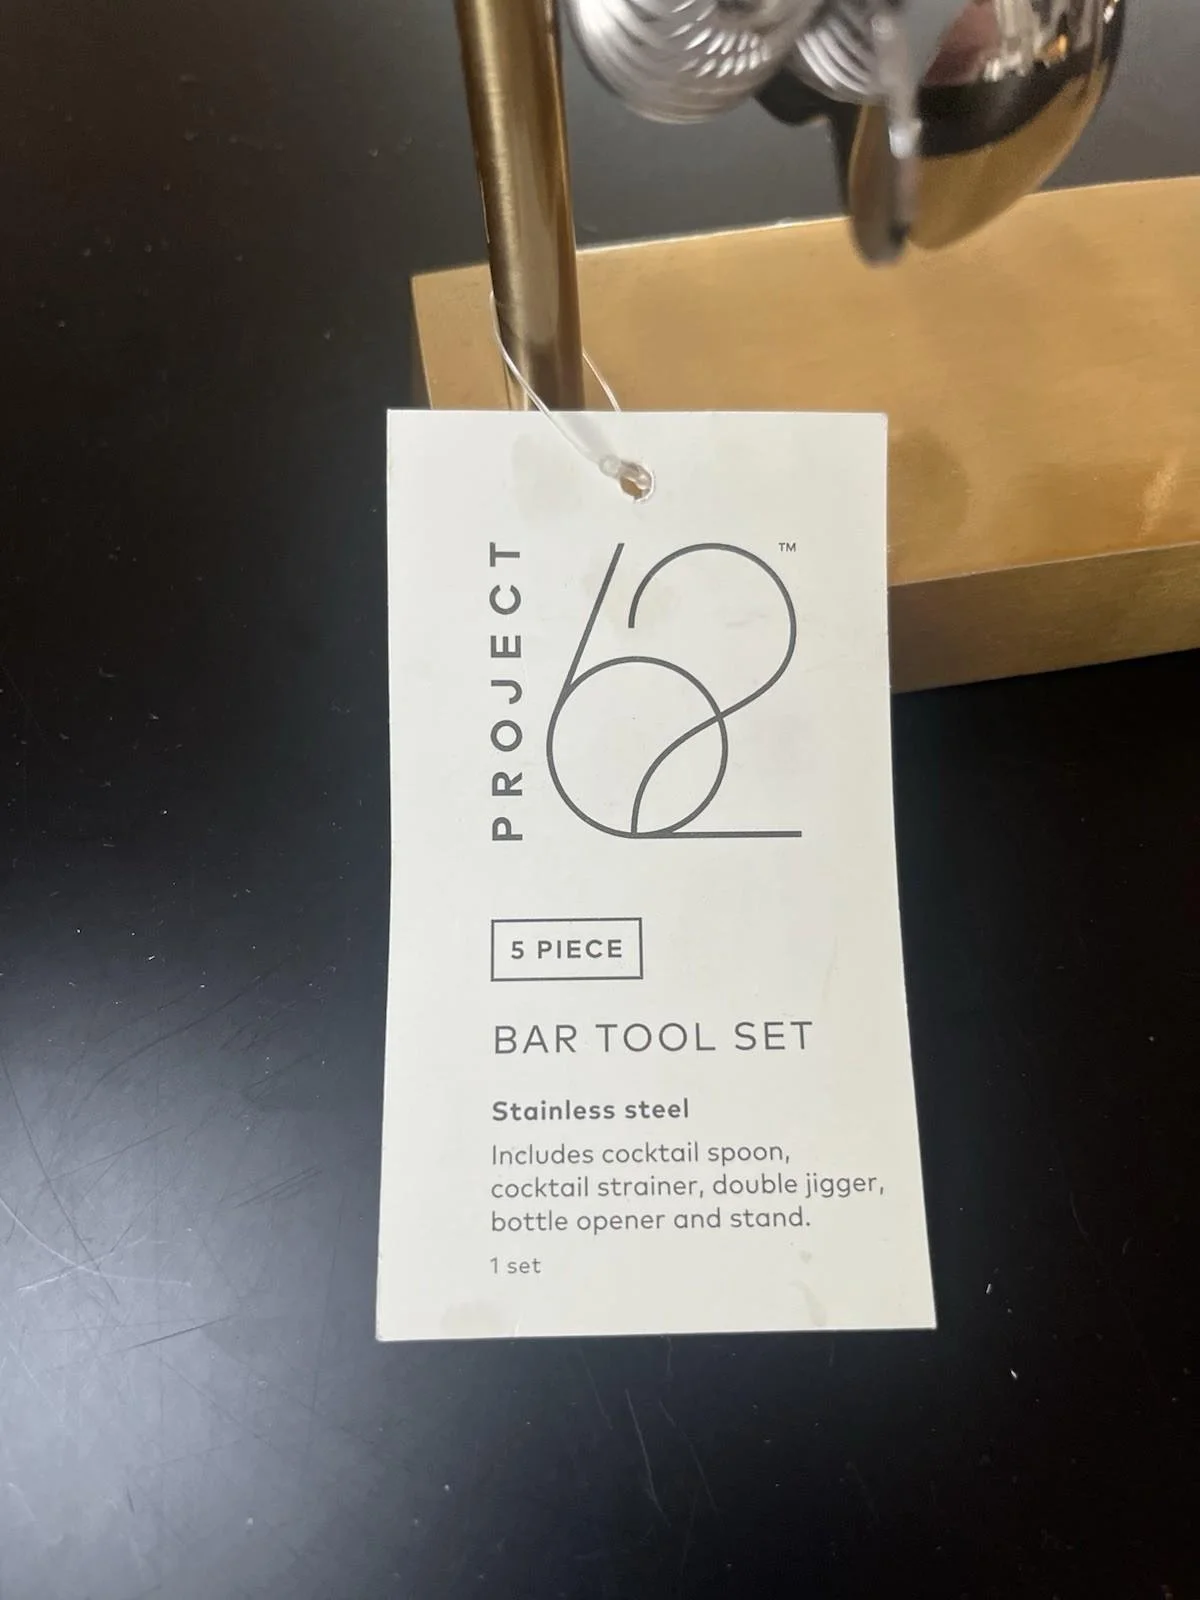 PROJECT
62™
5 PIECE
BAR TOOL SET
Stainless steel
Includes cocktail spoon,
cocktail strainer, double jigger,
bottle opener and stand.
1 set